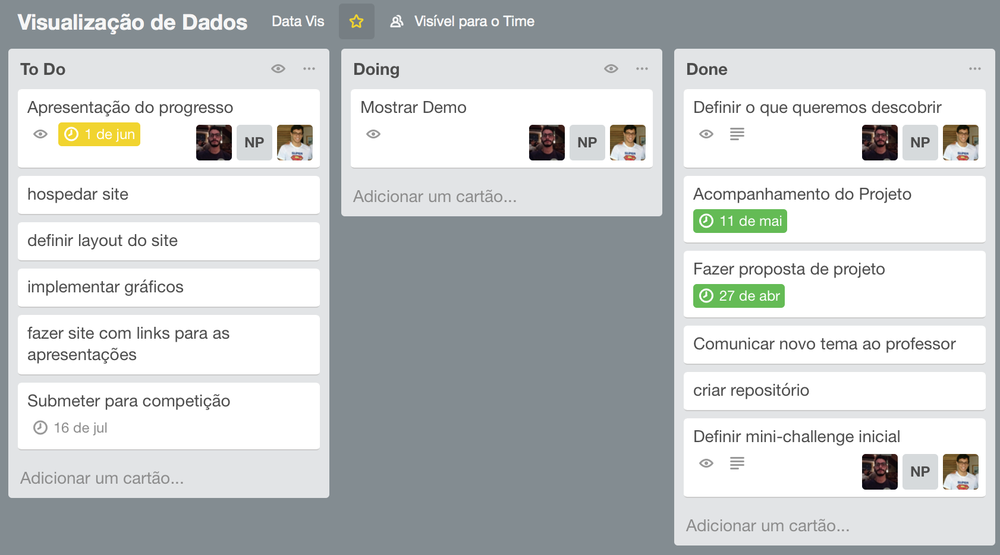 Visualização de Dados Data Vis Visível para o Time
To Do
Apresentação do progresso
1 de jun
NP
hospedar site
definir layout do site
implementar gráficos
fazer site com links para as
apresentações
Submeter para competição
16 de jul
Adicionar um cartão...
Doing
Mostrar Demo
NP
Adicionar um cartão...
Done
Definir o que queremos descobrir
NP
Acompanhamento do Projeto
11 de mai
Fazer proposta de projeto
27 de abr
Comunicar novo tema ao professor
criar repositório
Definir mini-challenge inicial
NP
Adicionar um cartão...